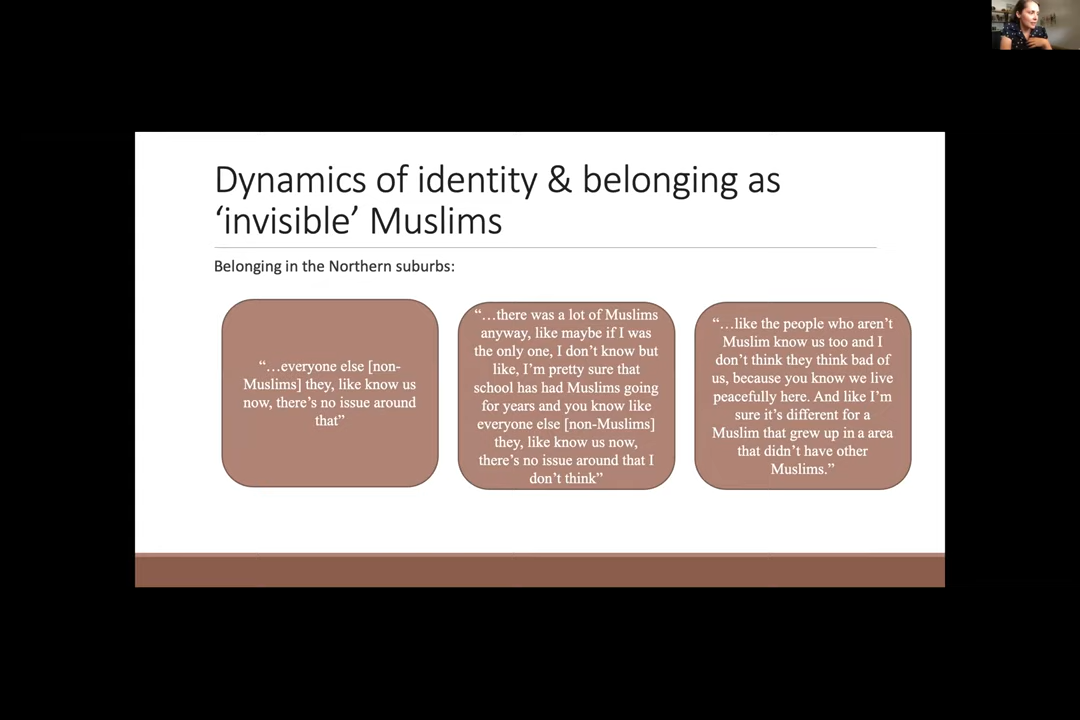 Dynamics of identity & belonging as
‘invisible’ Muslims
Belonging in the Northern suburbs:
“…everyone else [non-
Muslims] they, like know us
now, there’s no issue around
that”
“…there was a lot of Muslims
anyway, like maybe if I was
the only one, I don’t know but
like, I’m pretty sure that
school has had Muslims going
for years and you know like
everyone else [non-Muslims]
they, like know us now,
there’s no issue around that I
don’t think”
“…like the people who aren’t
Muslim know us too and I
don’t think they think bad of
us, because you know we live
peacefully here. And like I’m
sure it’s different for a
Muslim that grew up in a area
that didn’t have other
Muslims.”